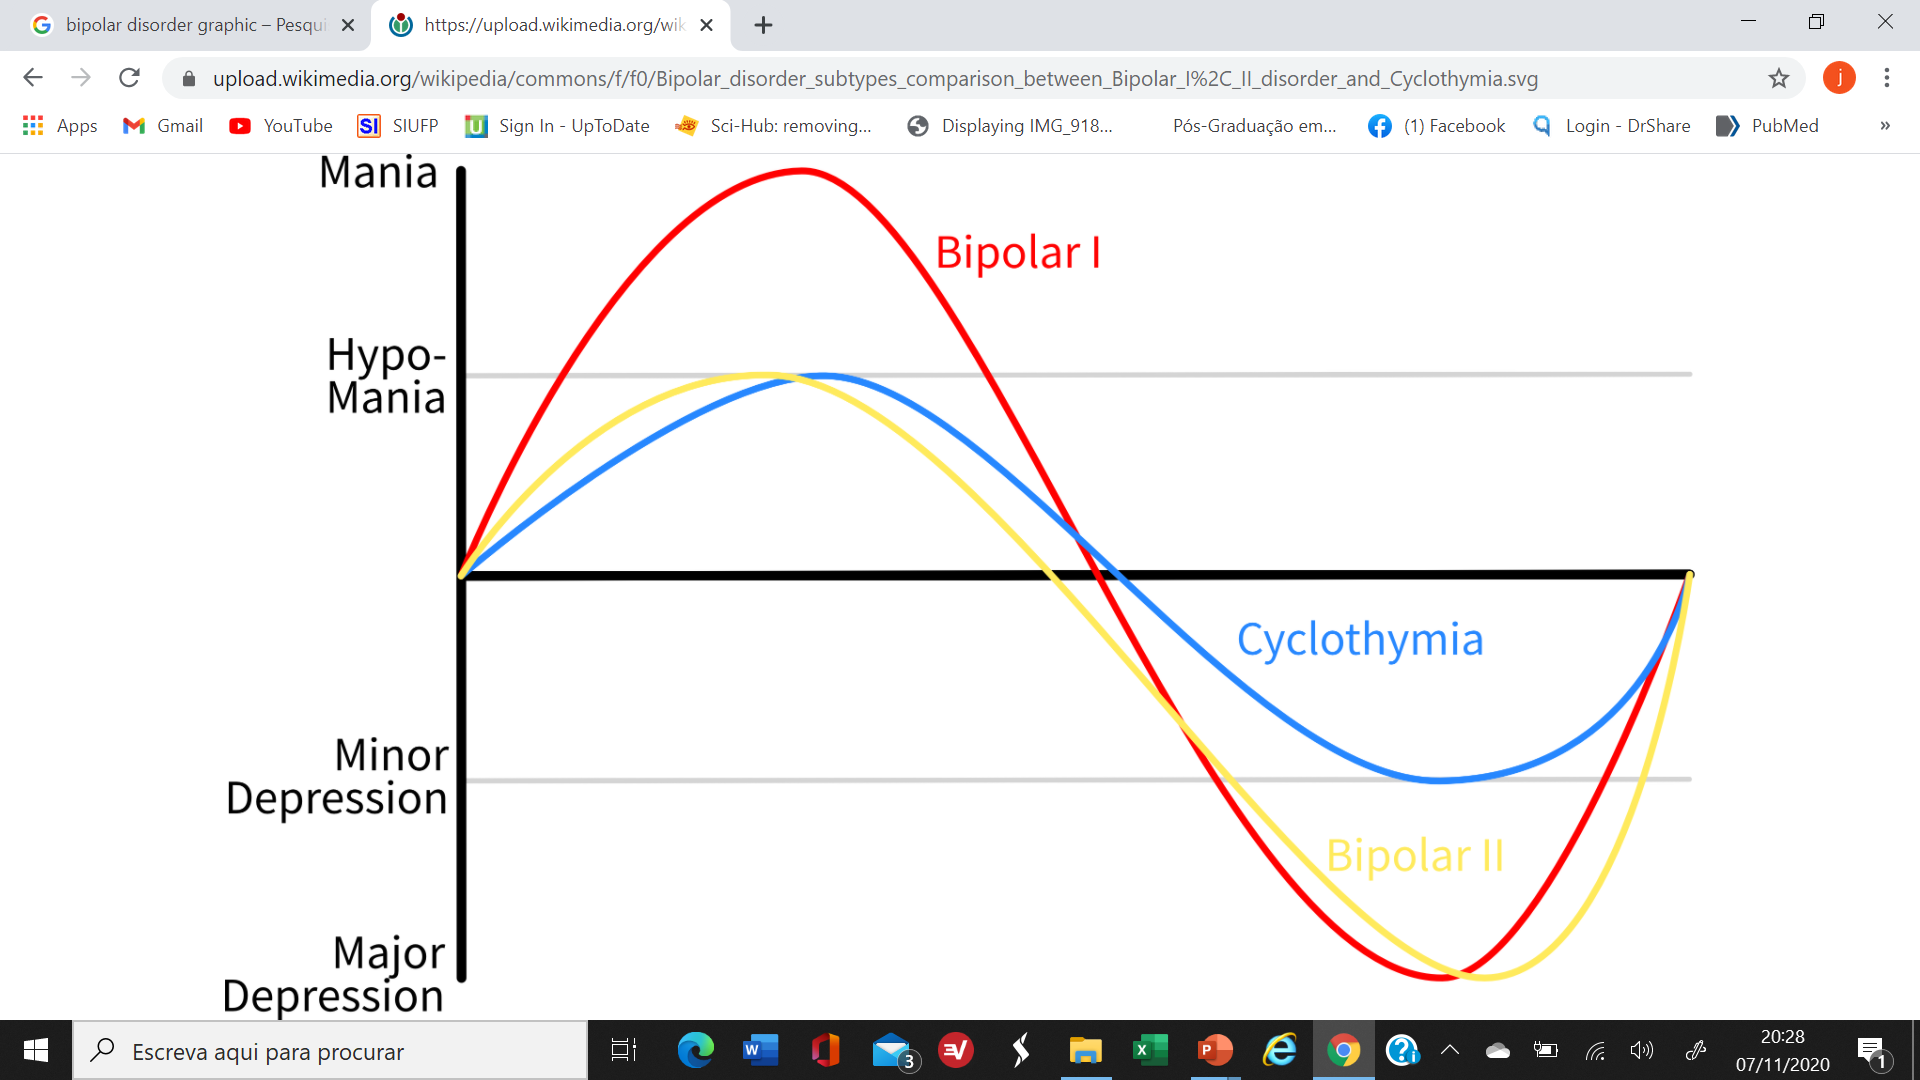 bipolar disorder graphic – Pesqui
https://upload.wikimedia.org/wik
upload.wikimedia.org/wikipedia/commons/f/f0/Bipolar_disorder_subtypes_comparison_between_Bipolar_I%2C_II_disorder_and_Cyclothymia.svg
j
Apps Gmail YouTube SI SIUFP Sign In - UpToDate Sci-Hub: removing... Displaying IMG_918... Pós-Graduação em... (1) Facebook Login - DrShare PubMed »
Mania
Bipolar I
Hypo-
Mania
Cyclothymia
Minor
Depression
Bipolar II
Major
Depression
Escreva aqui para procurar
3
20:28
07/11/2020
1